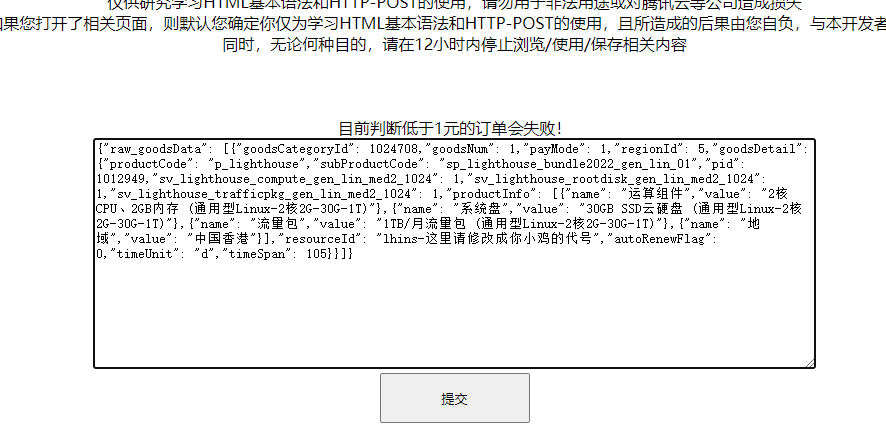 仅供研究学习HTML基本语法和HTTP-POST的使用，请勿用于非法用途或对腾讯云等公司造成损失
如果您打开了相关页面，则默认您确定你仅为学习HTML基本语法和HTTP-POST的使用，且所造成的后果由您自负，与本开发者
同时，无论何种目的，请在12小时内停止浏览/使用/保存相关内容
目前判断低于1元的订单会失败！
{"raw_goodsData": [{"goodsCategoryId": 1024708,"goodsNum": 1,"payMode": 1,"regionId": 5,"goodsDetail":
{"productCode": "p_lighthouse","subProductCode": "sp_lighthouse_bundle2022_gen_lin_01","pid":
1012949,"sv_lighthouse_compute_gen_lin_med2_1024": 1,"sv_lighthouse_rootdisk_gen_lin_med2_1024":
1,"sv_lighthouse_trafficpkg_gen_lin_med2_1024": 1,"productInfo": [{"name": "运算组件","value": "2核
CPU、2GB内存 (通用型Linux-2核2G-30G-1T)"},{"name": "系统盘","value": "30GB SSD云硬盘 (通用型Linux-2核
2G-30G-1T)"},{"name": "流量包","value": "1TB/月流量包 (通用型Linux-2核2G-30G-1T)"},{"name": "地
域","value": "中国香港"}],"resourceId": "lhins-这里请修改成你小鸡的代号","autoRenewFlag":
0,"timeUnit": "d","timeSpan": 105}}]}
提交